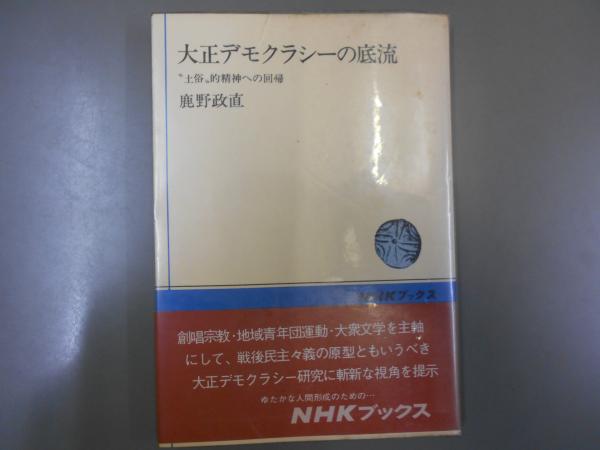 大正デモクラシーの底流
〝土俗〟的精神への回帰
鹿野政直
NHKブックス
創唱宗教・地域青年団運動・大衆文学を主軸
にして、戦後民主々義の原型ともいうべき
大正デモクラシー研究に斬新な視角を提示
ゆたかな人間形成のための…
NHKブックス